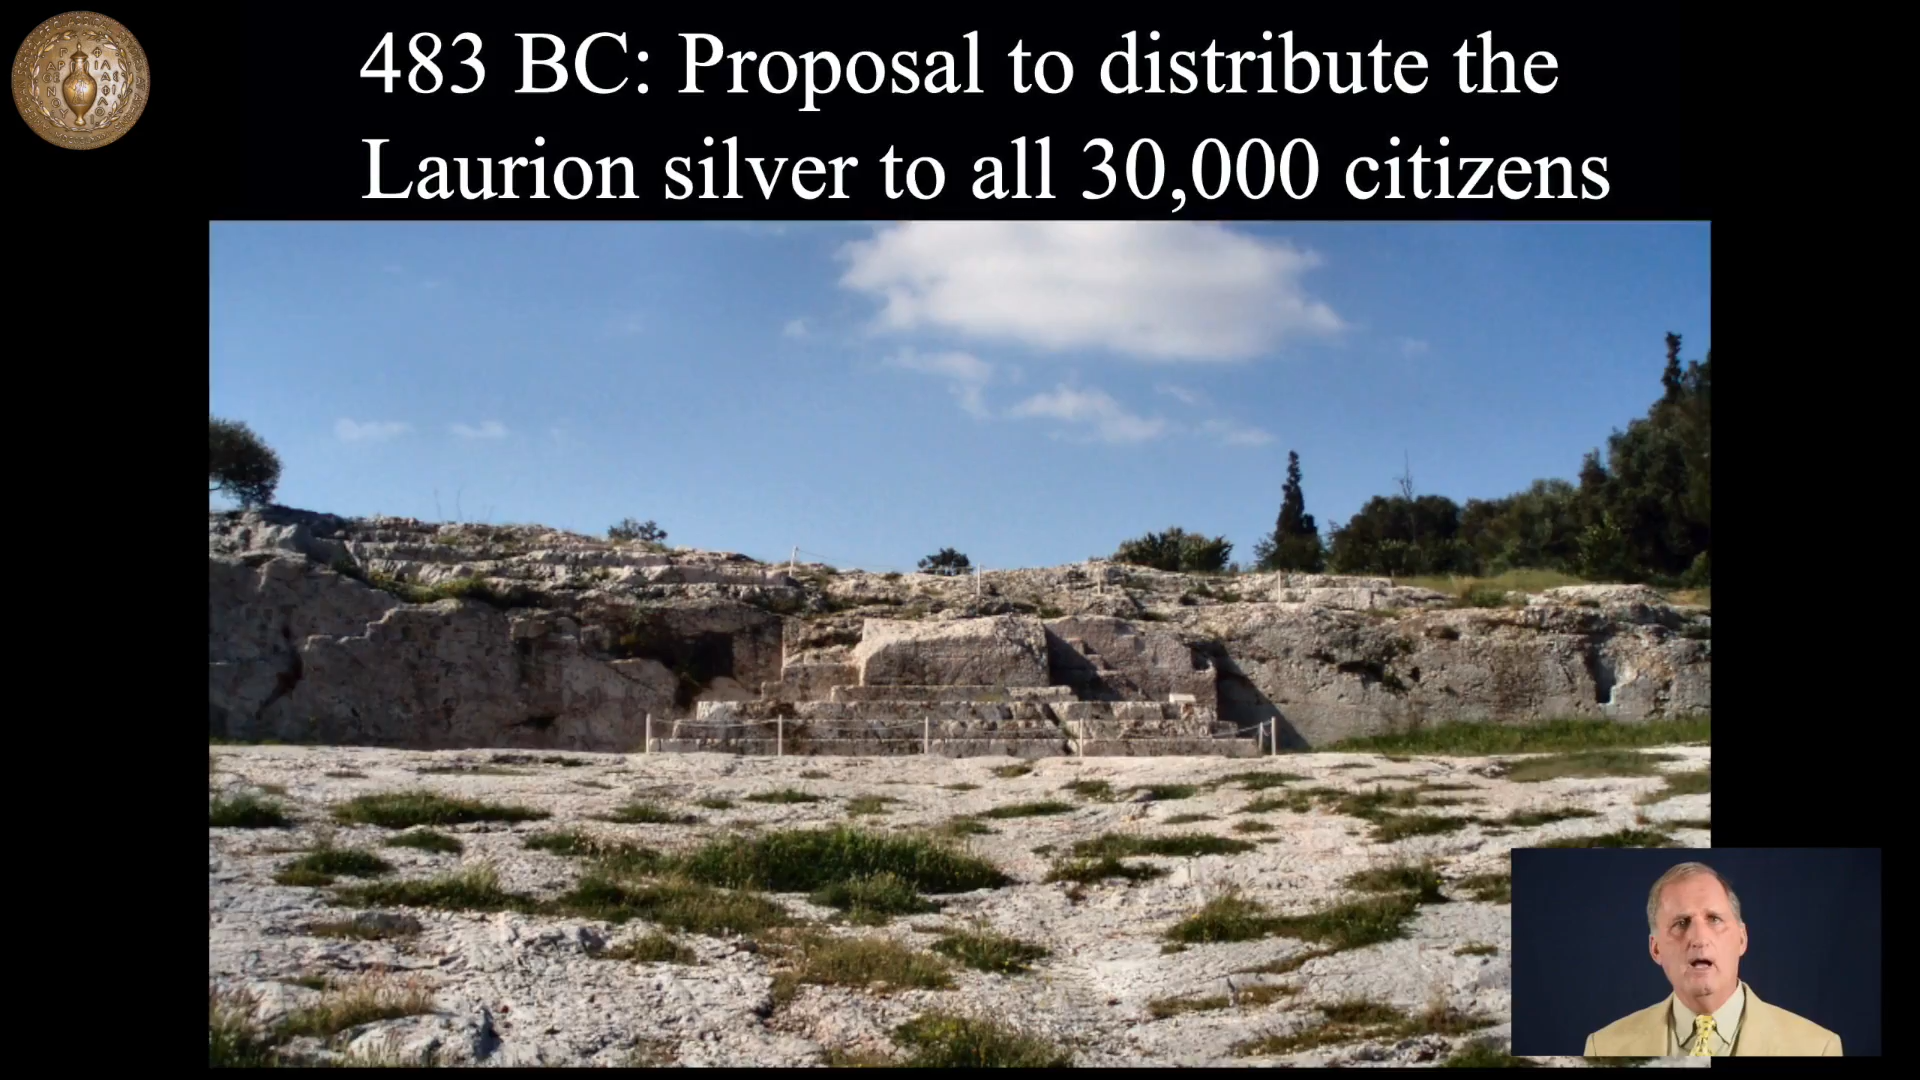 483 BC: Proposal to distribute the
Laurion silver to all 30,000 citizens